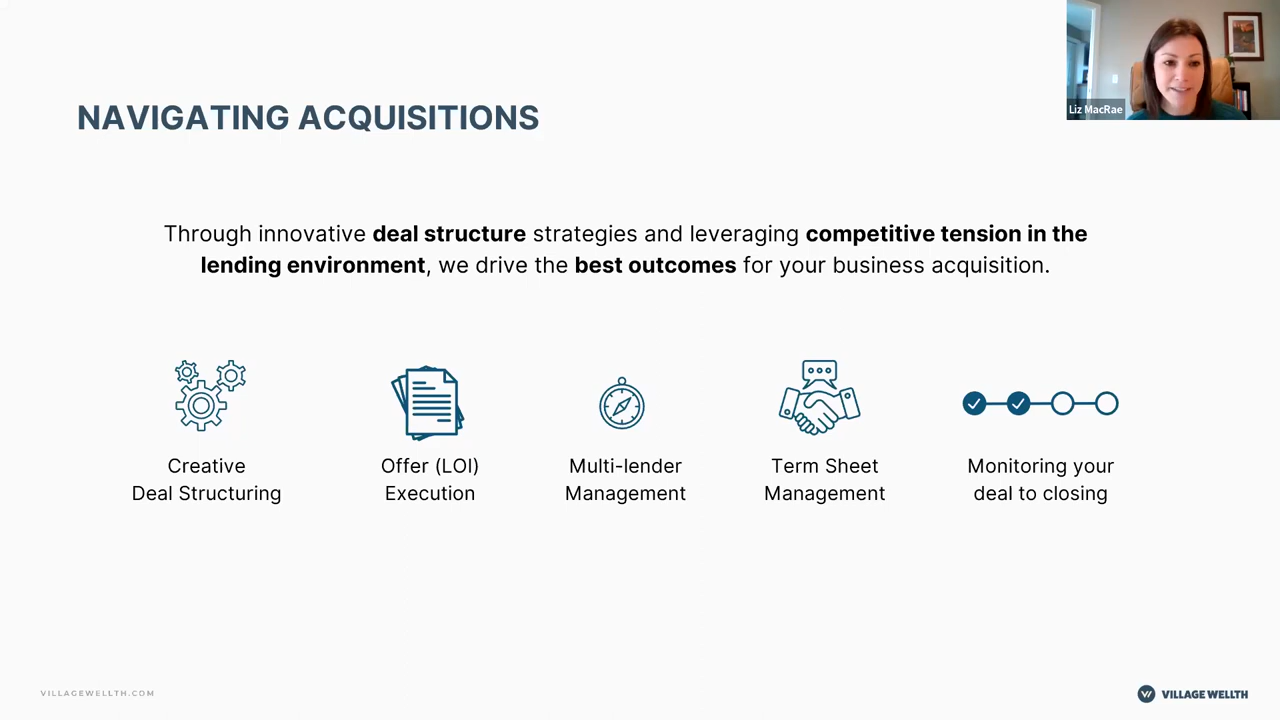 Liz MacRae
NAVIGATING ACQUISITIONS
Through innovative deal structure strategies and leveraging competitive tension in the
lending environment, we drive the best outcomes for your business acquisition.
Creative
Deal Structuring
Offer (LOI)
Execution
Multi-lender
Management
Term Sheet
Management
Monitoring your
deal to closing
VILLAGEWELLTH.COM
VILLAGE WELLTH